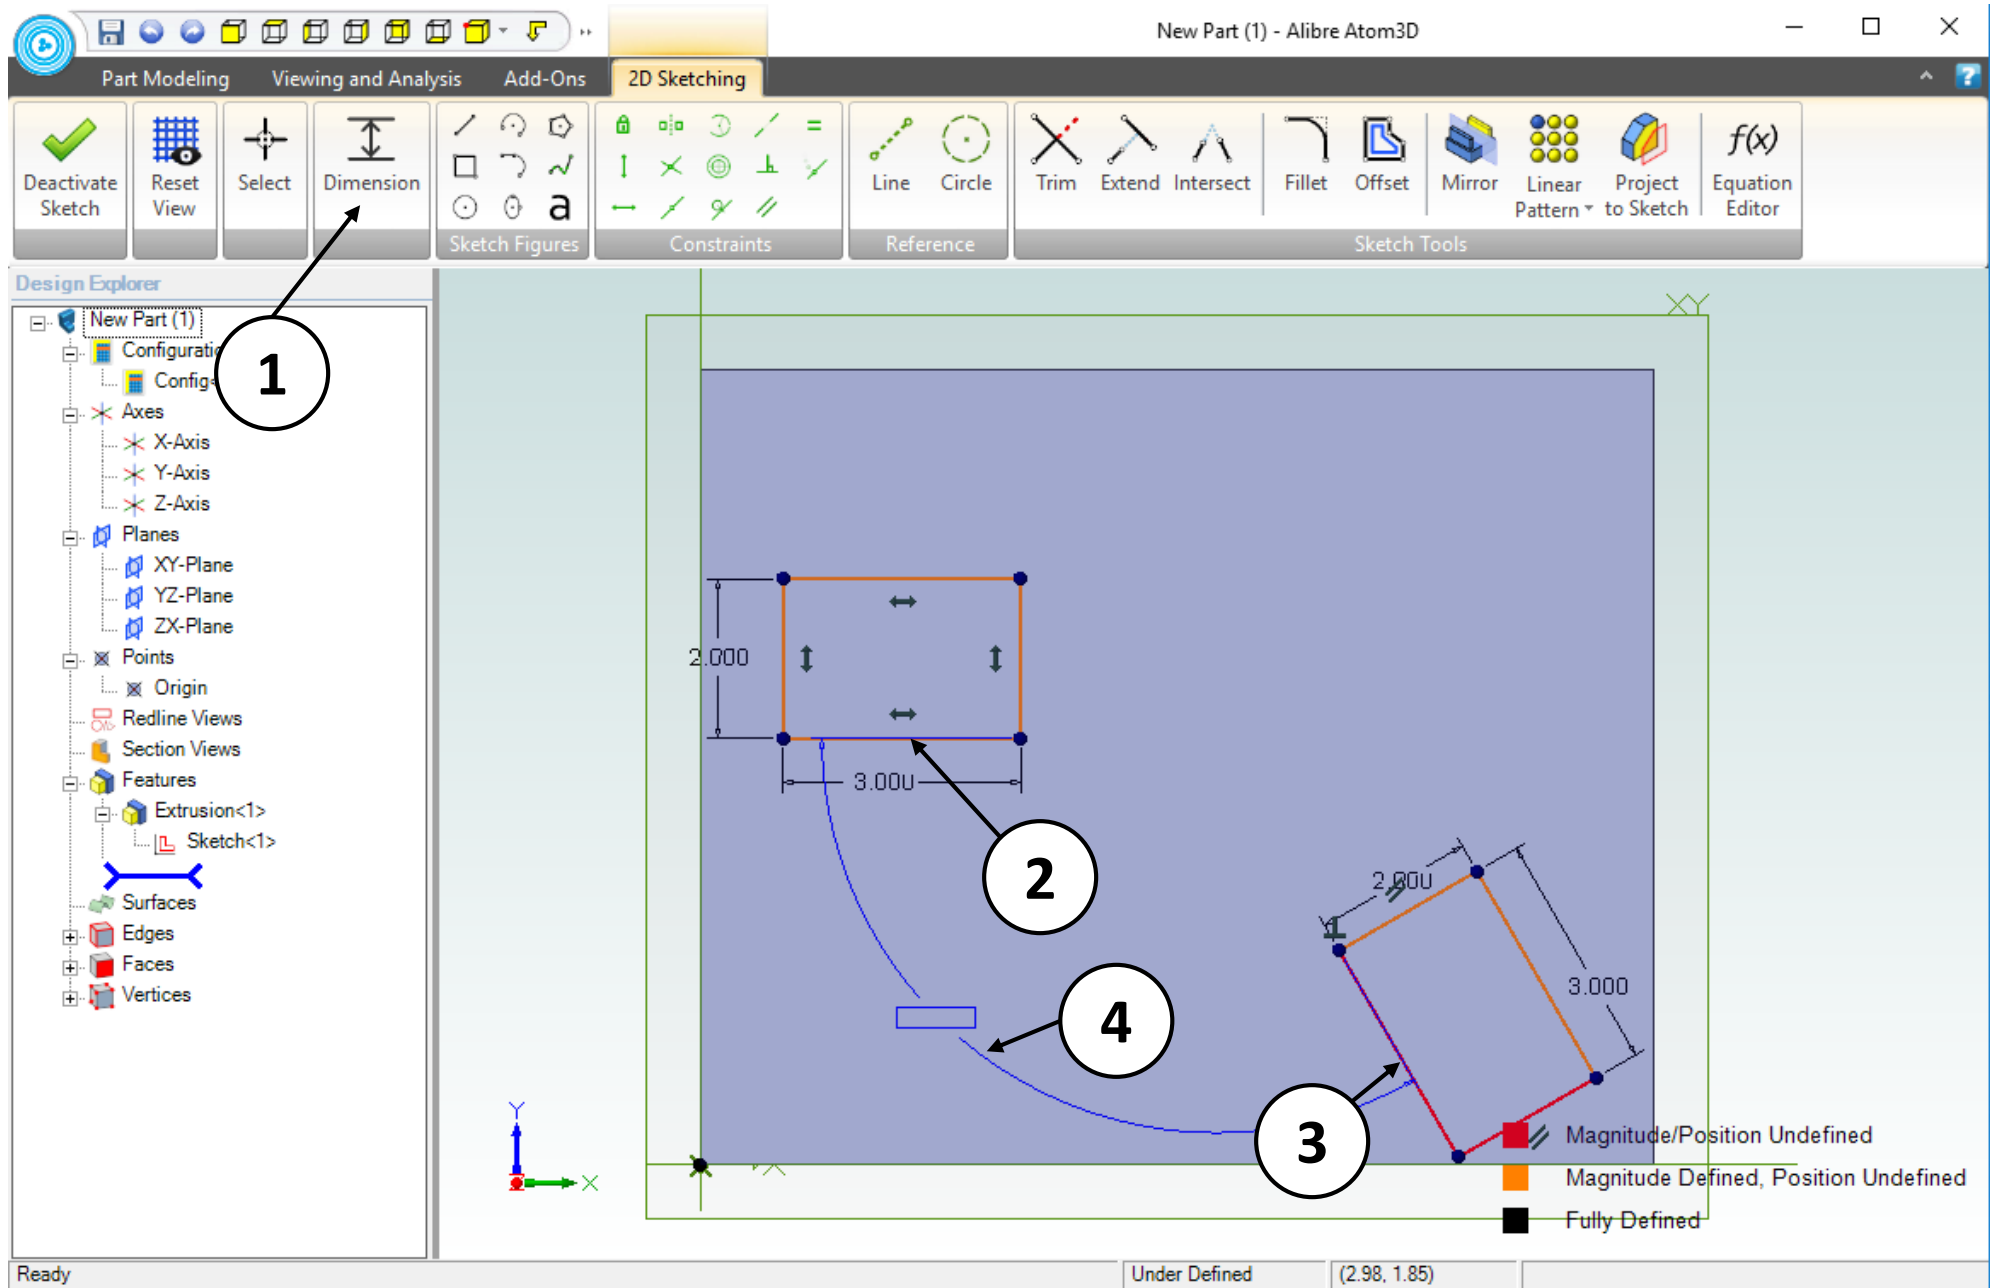 New Part (1) - Alibre Atom3D
Part Modeling
Viewing and Analysis
Add-Ons
2D Sketching
Deactivate
Sketch
Reset
View
Select
Dimension
a
Sketch Figures
Constraints
Line
Circle
Reference
Trim
Extend
Intersect
Fillet
Offset
Mirror
Linear
Pattern
Project
to Sketch
f(x)
Equation
Editor
Sketch Tools
Design Explorer
New Part (1)
Config
Axes
X-Axis
Y-Axis
Z-Axis
Planes
XY-Plane
YZ-Plane
ZX-Plane
Points
Origin
Redline Views
Section Views
Features
Extrusion<1>
Sketch<1>
Surfaces
Edges
Faces
Vertices
1
XY
2.000
3.000
2
2.000
3.000
4
3
Y
X
X
Magnitude/Position Undefined
Magnitude Defined, Position Undefined
Fully Defined
Ready
Under Defined
(2.98, 1.85)